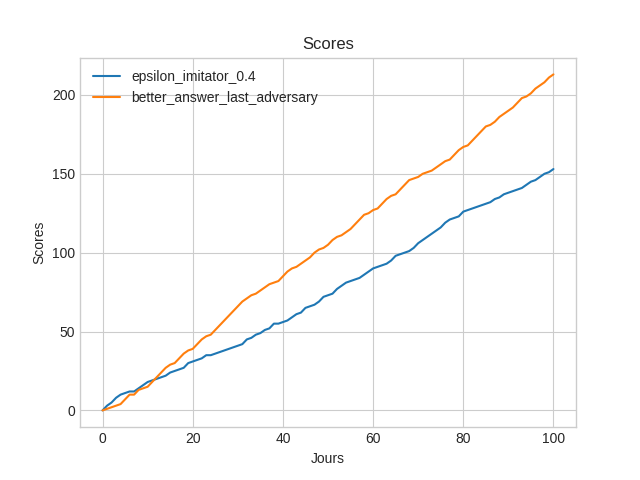 Scores
epsilon_imitator_0.4
better_answer_last_adversary
Scores
200
150
100
50
0
0 20 40 60 80 100
Jours